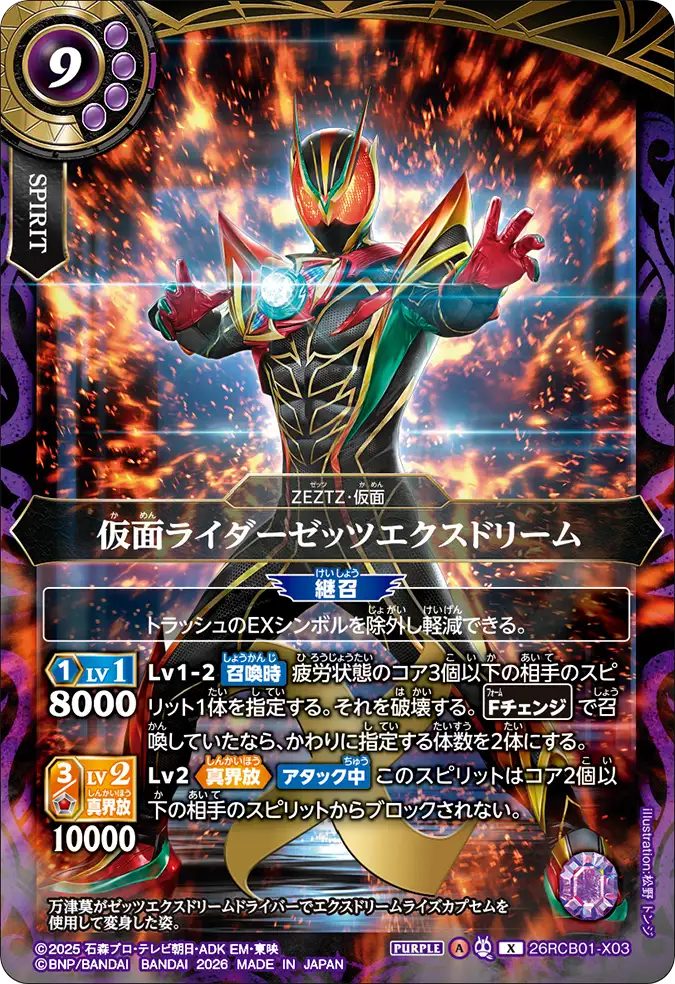 9
SPIRIT
ZEZTZ・仮面
仮面ライダーゼッツエクスドリーム
継召
トラッシュのEXシンボルを除外し軽減できる。
1 LV1
8000
Lv1-2 召喚時 疲労状態のコア3個以下の相手のスピ
リット1体を指定する。それを破壊する。Fチェンジで召
喚していたなら、かわりに指定する体数を2体にする。
3 LV2
真界放
10000
Lv2 真界放 アタック中 このスピリットはコア2個以
下の相手のスピリットからブロックされない。
illustration:松野 トンジ
万津莫がゼッツエクスドリームドライバーでエクスドリームライズカプセムを
使用して変身した姿。
©2025 石森プロ・テレビ朝日・ADK EM・東映
©BNP/BANDAI BANDAI 2026 MADE IN JAPAN
PURPLE A X 26RCB01-X03